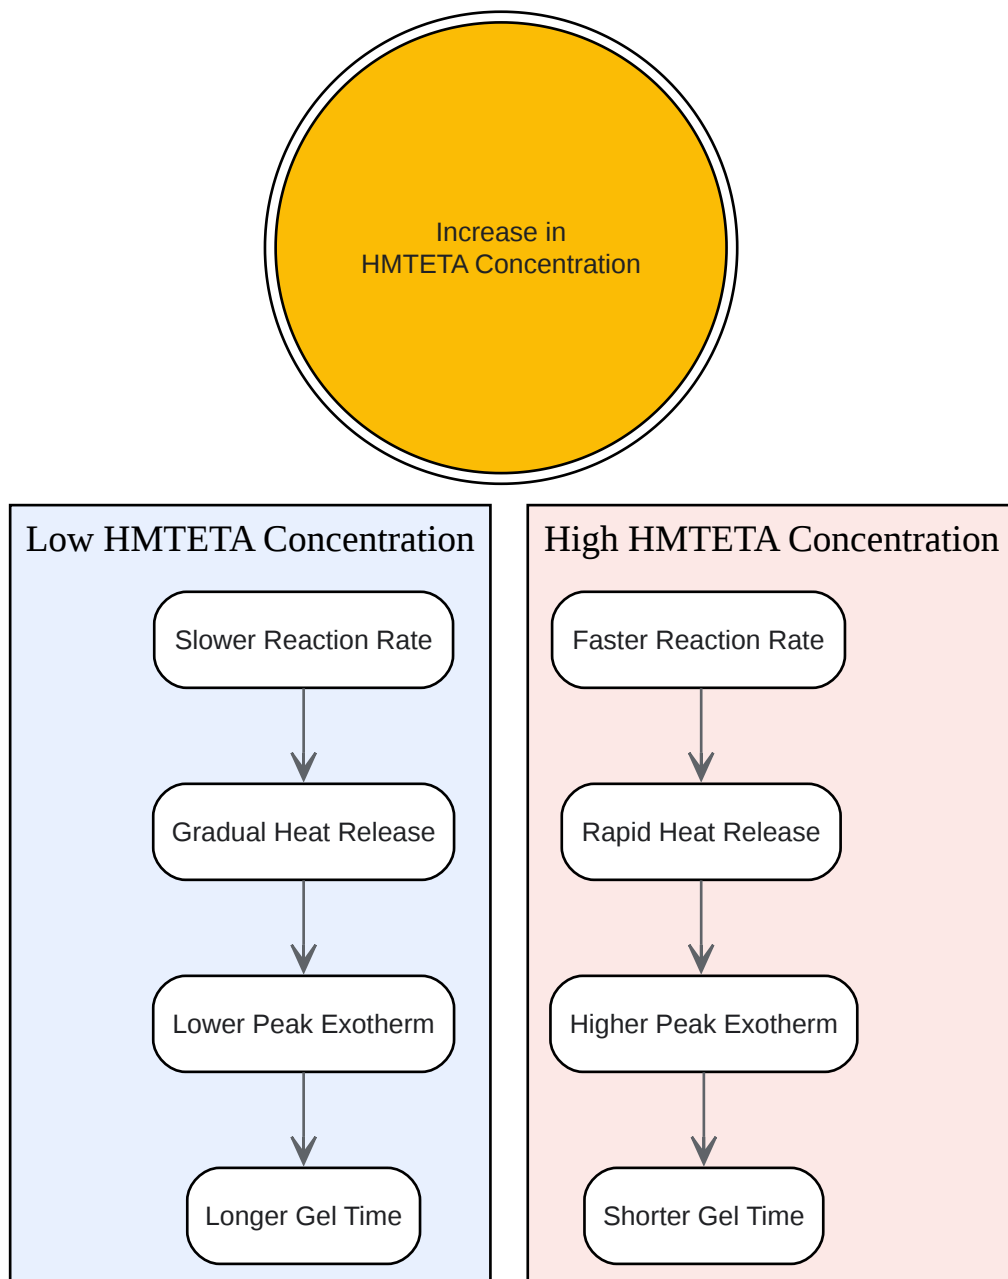 Increase in
HMTETA Concentration
Low HMTETA Concentration
Slower Reaction Rate
Gradual Heat Release
Lower Peak Exotherm
Longer Gel Time
High HMTETA Concentration
Faster Reaction Rate
Rapid Heat Release
Higher Peak Exotherm
Shorter Gel Time